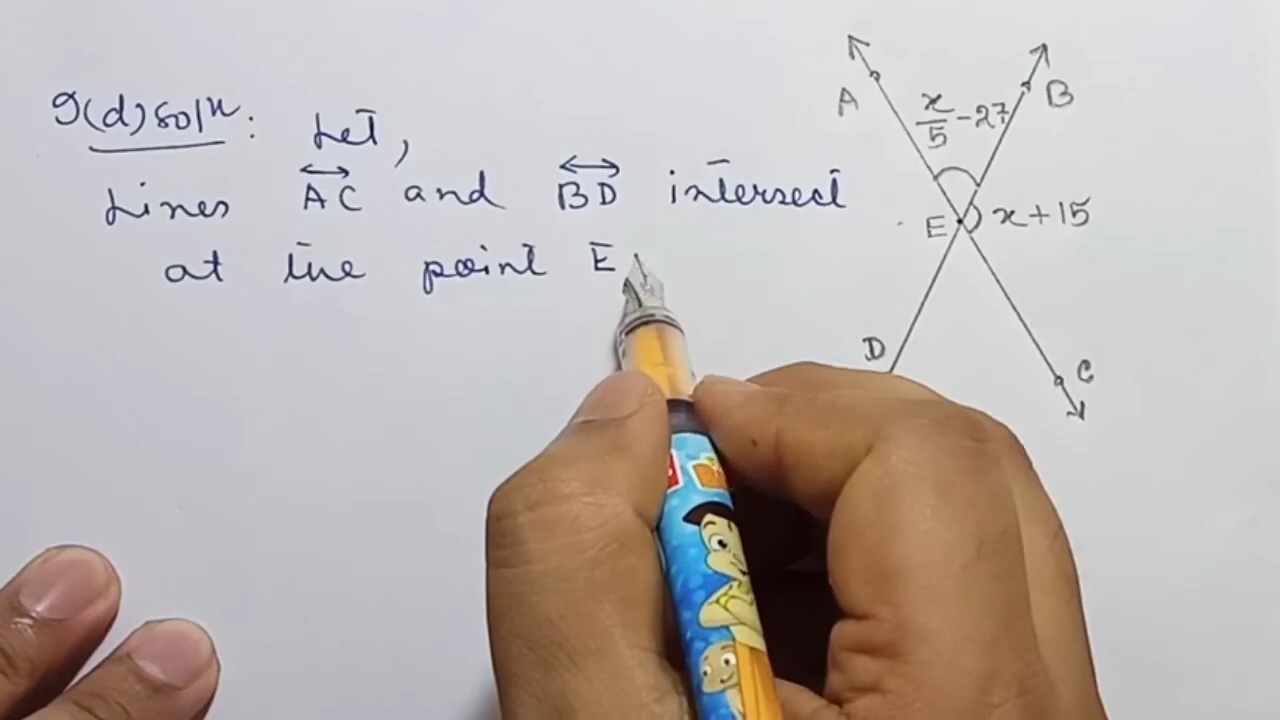 9(d) solⁿ: Let,
Lines AC and BD intersect
at the point E
A
B
x/5 - 27
E
x + 15
D
C